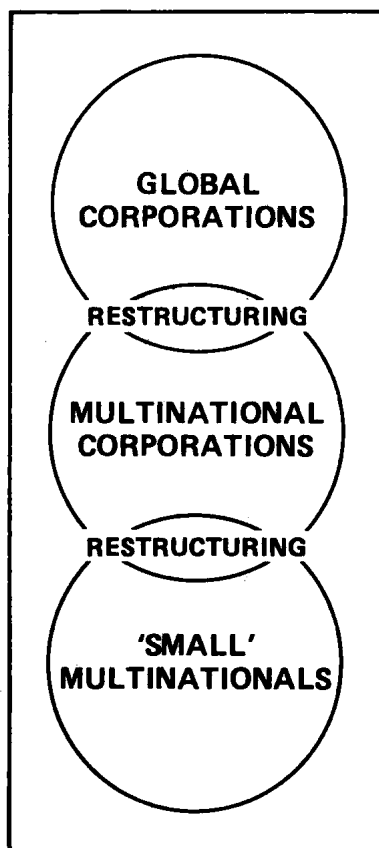 GLOBAL
CORPORATIONS
RESTRUCTURING
MULTINATIONAL
CORPORATIONS
RESTRUCTURING
'SMALL'
MULTINATIONALS